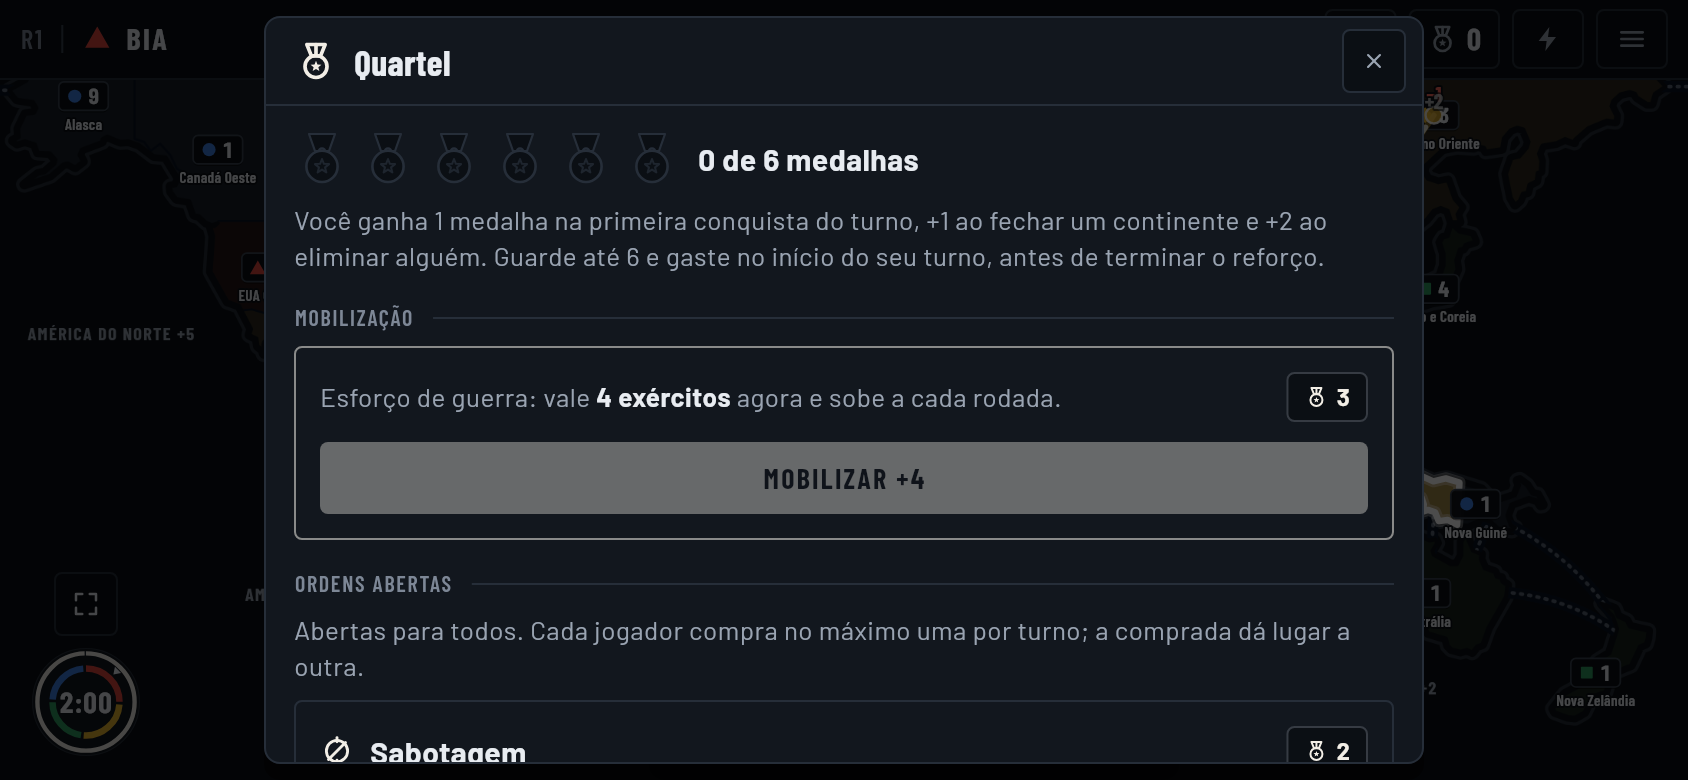 R1
BIA
0
9
Alasca
1
Canadá Oeste
EUA
AMÉRICA DO NORTE +5
2:00
Quartel
0 de 6 medalhas
Você ganha 1 medalha na primeira conquista do turno, +1 ao fechar um continente e +2 ao
eliminar alguém. Guarde até 6 e gaste no início do seu turno, antes de terminar o reforço.
MOBILIZAÇÃO
Esforço de guerra: vale 4 exércitos agora e sobe a cada rodada.
3
MOBILIZAR +4
ORDENS ABERTAS
Abertas para todos. Cada jogador compra no máximo uma por turno; a comprada dá lugar a
outra.
Sabotagem
2
+2
Oriente
4
e Coreia
1
Nova Guiné
1
1
Nova Zelândia